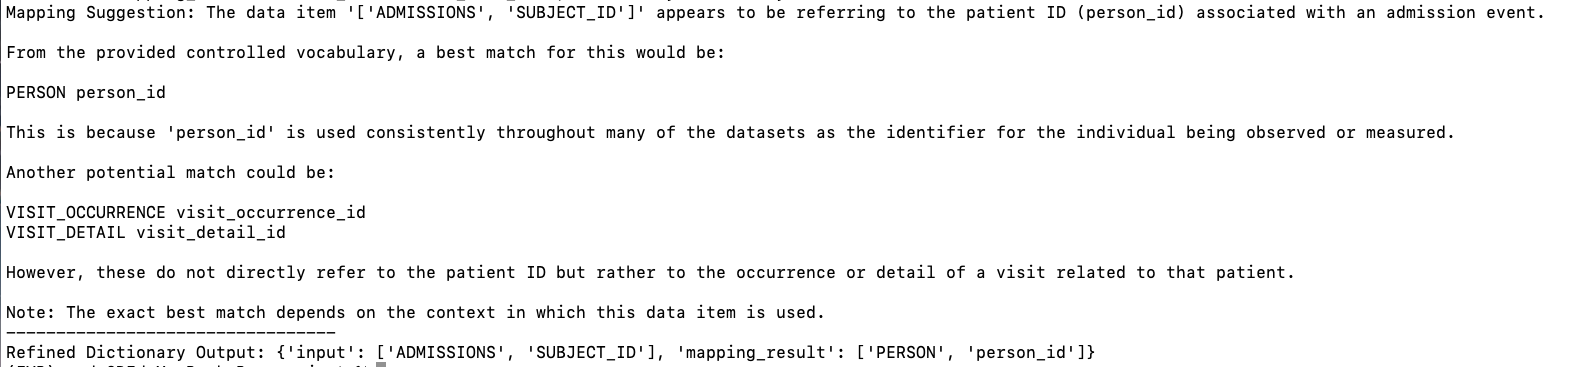 Mapping Suggestion: The data item '['ADMISSIONS', 'SUBJECT_ID']' appears to be referring to the patient ID (person_id) associated with an admission event.
From the provided controlled vocabulary, a best match for this would be:
PERSON person_id
This is because 'person_id' is used consistently throughout many of the datasets as the identifier for the individual being observed or measured.
Another potential match could be:
VISIT_OCCURRENCE visit_occurrence_id
VISIT_DETAIL visit_detail_id
However, these do not directly refer to the patient ID but rather to the occurrence or detail of a visit related to that patient.
Note: The exact best match depends on the context in which this data item is used.
---------------------------------
Refined Dictionary Output: {'input': ['ADMISSIONS', 'SUBJECT_ID'], 'mapping_result': ['PERSON', 'person_id']}